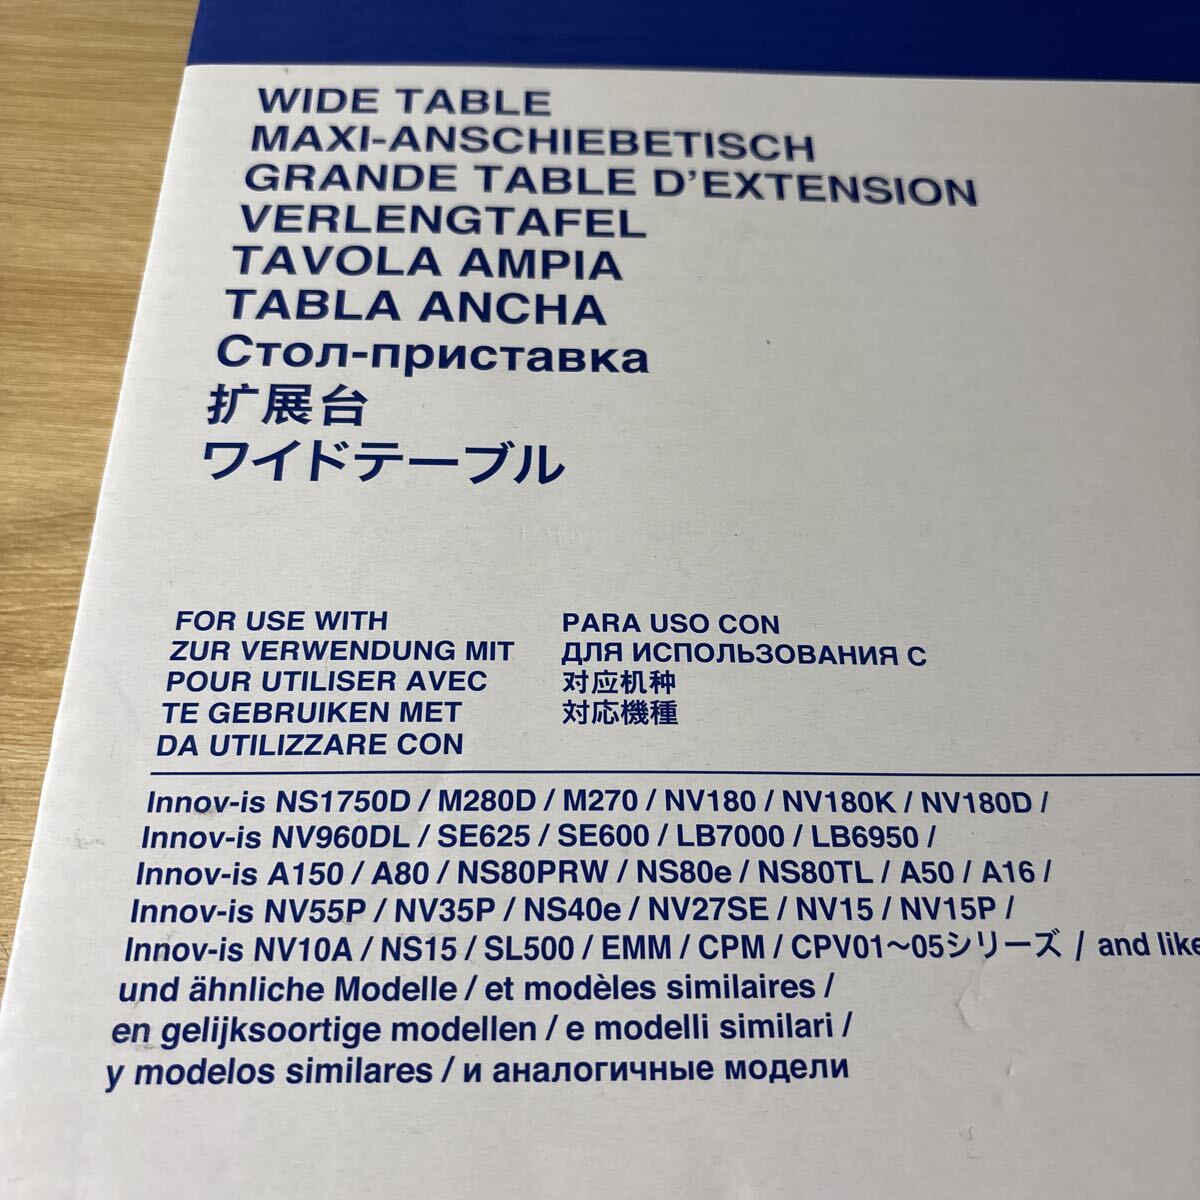 WIDE TABLE
MAXI-ANSCHIEBETISCH
GRANDE TABLE D'EXTENSION
VERLENGTAFEL
TAVOLA AMPIA
TABLA ANCHA
Стол-приставка
扩展台
ワイドテーブル
FOR USE WITH
ZUR VERWENDUNG MIT
POUR UTILISER AVEC
TE GEBRUIKEN MET
DA UTILIZZARE CON
PARA USO CON
ДЛЯ ИСПОЛЬЗОВАНИЯ С
对应机种
対応機種
Innov-is NS1750D / M280D / M270 / NV180 / NV180K / NV180D /
Innov-is NV960DL / SE625 / SE600 / LB7000 / LB6950 /
Innov-is A150 / A80 / NS80PRW / NS80e / NS80TL / A50 / A16 /
Innov-is NV55P / NV35P / NS40e / NV27SE / NV15 / NV15P /
Innov-is NV10A / NS15 / SL500 / EMM / CPM / CPV01〜05シリーズ / and like
und ähnliche Modelle / et modèles similaires /
en gelijksoortige modellen / e modelli similari /
y modelos similares / и аналогичные модели